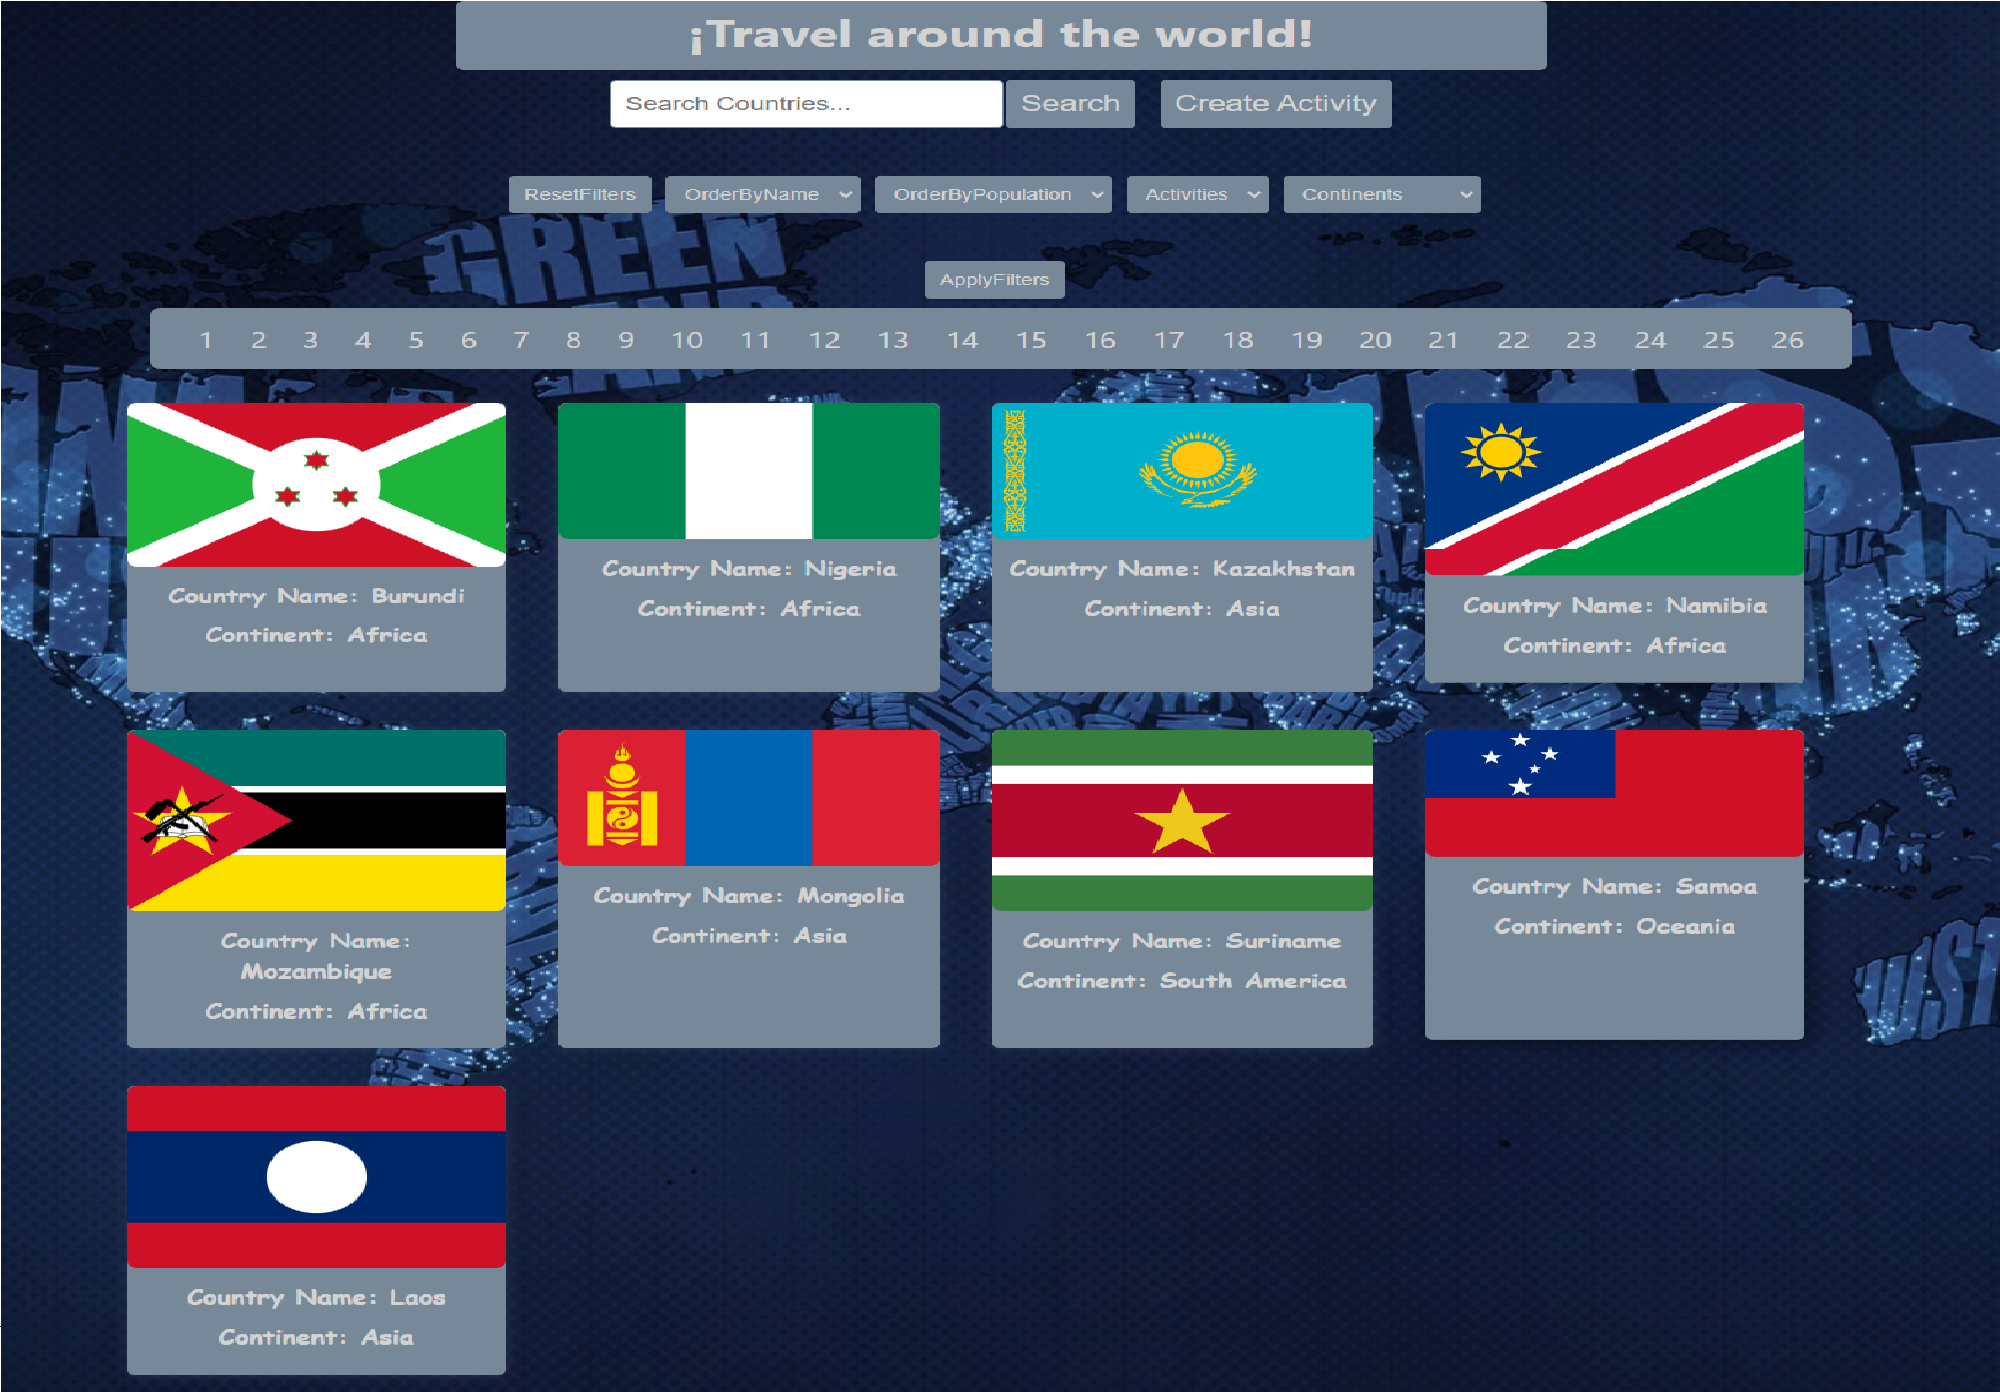 ¡Travel around the world!
Search Countries...
Search
Create Activity
ResetFilters
OrderByName
OrderByPopulation
Activities
Continents
GREEN
ApplyFilters
1 2 3 4 5 6 7 8 9 10 11 12 13 14 15 16 17 18 19 20 21 22 23 24 25 26
Country Name: Burundi
Continent: Africa
Country Name: Nigeria
Continent: Africa
Country Name: Kazakhstan
Continent: Asia
Country Name: Namibia
Continent: Africa
Country Name:
Mozambique
Continent: Africa
Country Name: Mongolia
Continent: Asia
Country Name: Suriname
Continent: South America
Country Name: Samoa
Continent: Oceania
Country Name: Laos
Continent: Asia